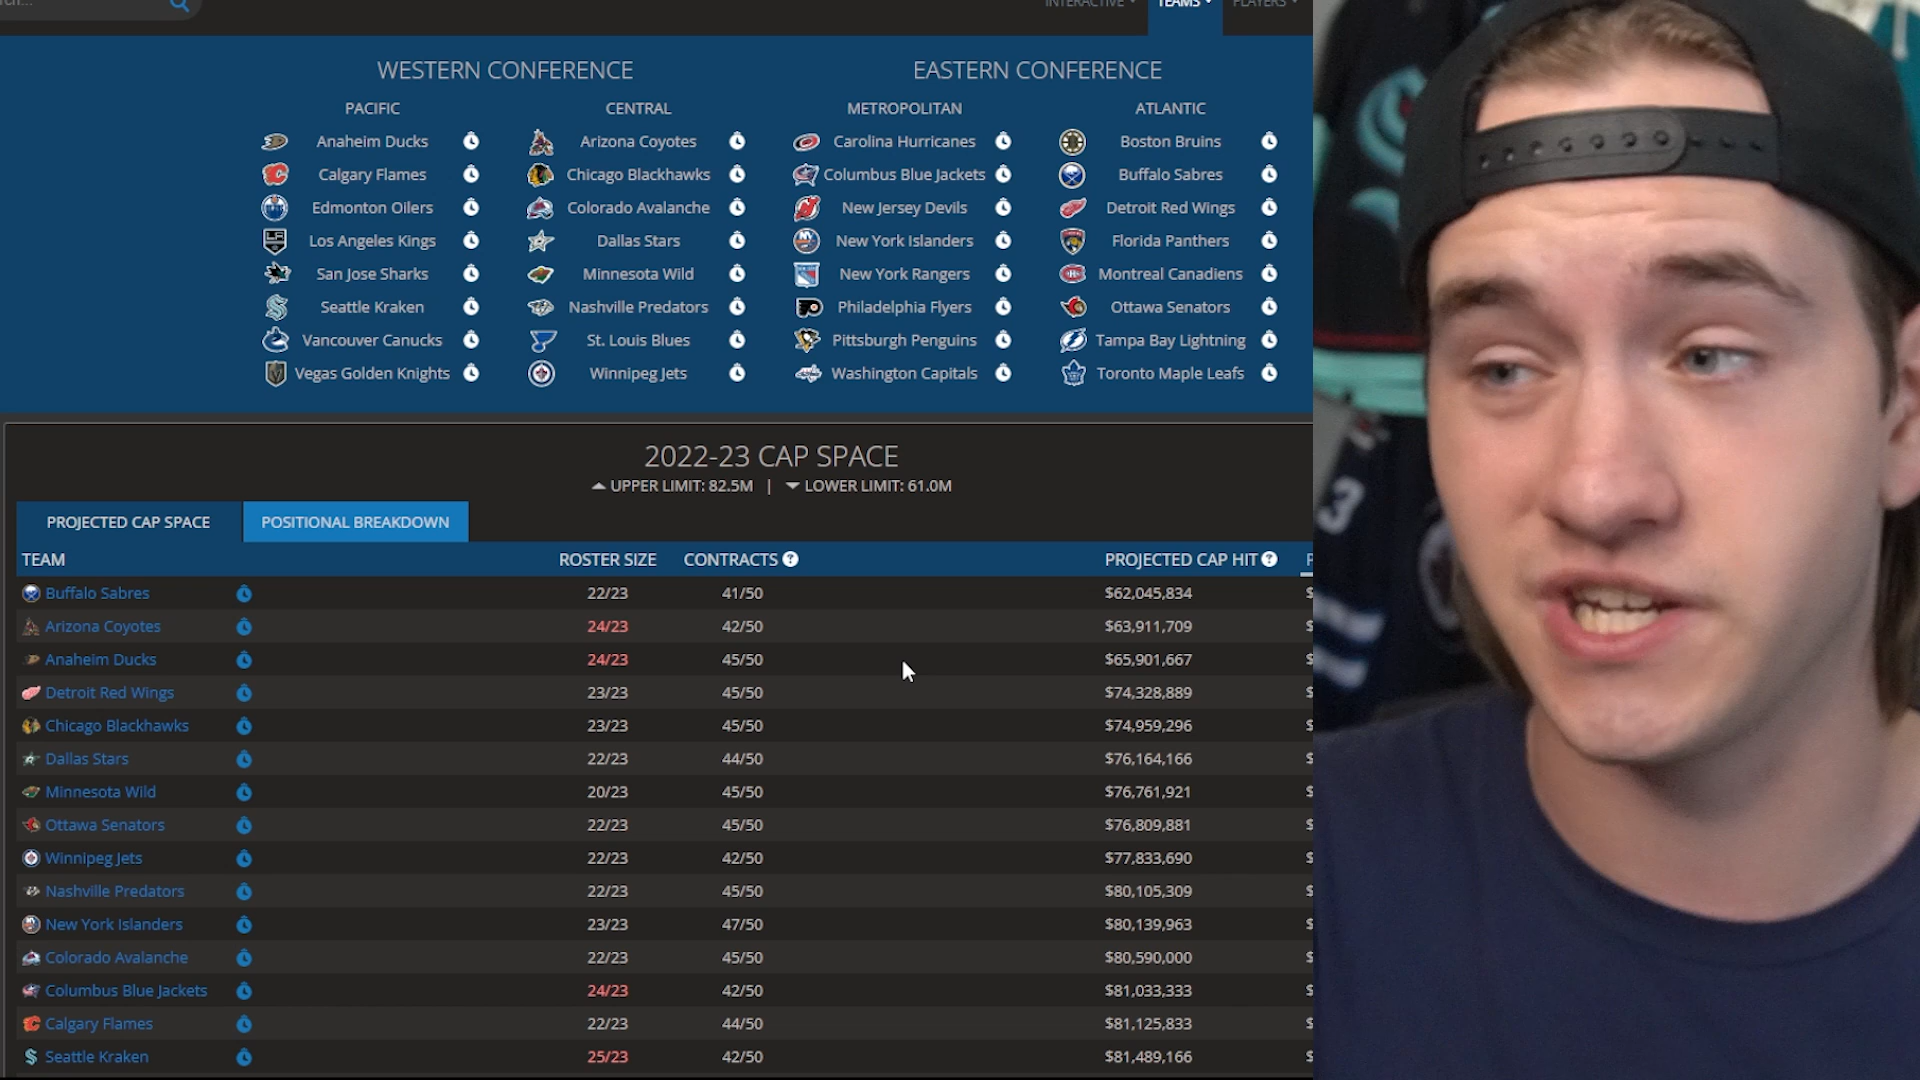 INTERACTIVE TEAMS PLAYERS
WESTERN CONFERENCE EASTERN CONFERENCE
PACIFIC CENTRAL METROPOLITAN ATLANTIC
Anaheim Ducks Arizona Coyotes Carolina Hurricanes Boston Bruins
Calgary Flames Chicago Blackhawks Columbus Blue Jackets Buffalo Sabres
Edmonton Oilers Colorado Avalanche New Jersey Devils Detroit Red Wings
Los Angeles Kings Dallas Stars New York Islanders Florida Panthers
San Jose Sharks Minnesota Wild New York Rangers Montreal Canadiens
Seattle Kraken Nashville Predators Philadelphia Flyers Ottawa Senators
Vancouver Canucks St. Louis Blues Pittsburgh Penguins Tampa Bay Lightning
Vegas Golden Knights Winnipeg Jets Washington Capitals Toronto Maple Leafs
2022-23 CAP SPACE
UPPER LIMIT: 82.5M | LOWER LIMIT: 61.0M
PROJECTED CAP SPACE POSITIONAL BREAKDOWN
TEAM ROSTER SIZE CONTRACTS ? PROJECTED CAP HIT ?
Buffalo Sabres 22/23 41/50 $62,045,834 $
Arizona Coyotes 24/23 42/50 $63,911,709 $
Anaheim Ducks 24/23 45/50 $65,901,667 $
Detroit Red Wings 23/23 45/50 $74,328,889 $
Chicago Blackhawks 23/23 45/50 $74,959,296 $
Dallas Stars 22/23 44/50 $76,164,166 $
Minnesota Wild 20/23 45/50 $76,761,921 $
Ottawa Senators 22/23 45/50 $76,809,881 $
Winnipeg Jets 22/23 42/50 $77,833,690 $
Nashville Predators 22/23 45/50 $80,105,309 $
New York Islanders 23/23 47/50 $80,139,963 $
Colorado Avalanche 22/23 45/50 $80,590,000 $
Columbus Blue Jackets 24/23 42/50 $81,033,333 $
Calgary Flames 22/23 44/50 $81,125,833 $
Seattle Kraken 25/23 42/50 $81,489,166 $
3